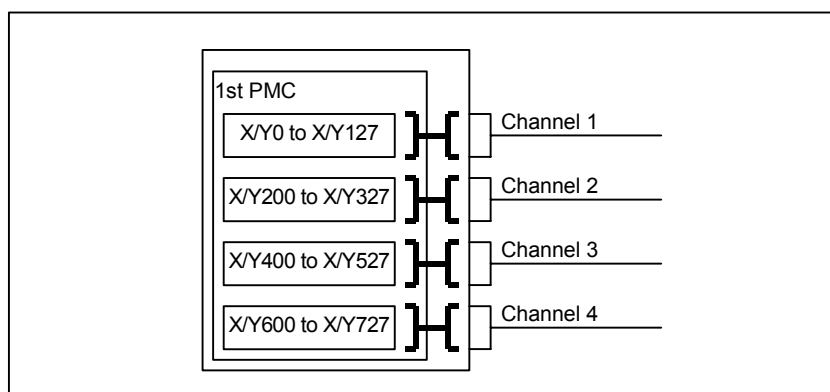 1st PMC
X/Y0 to X/Y127
Channel 1
X/Y200 to X/Y327
Channel 2
X/Y400 to X/Y527
Channel 3
X/Y600 to X/Y727
Channel 4